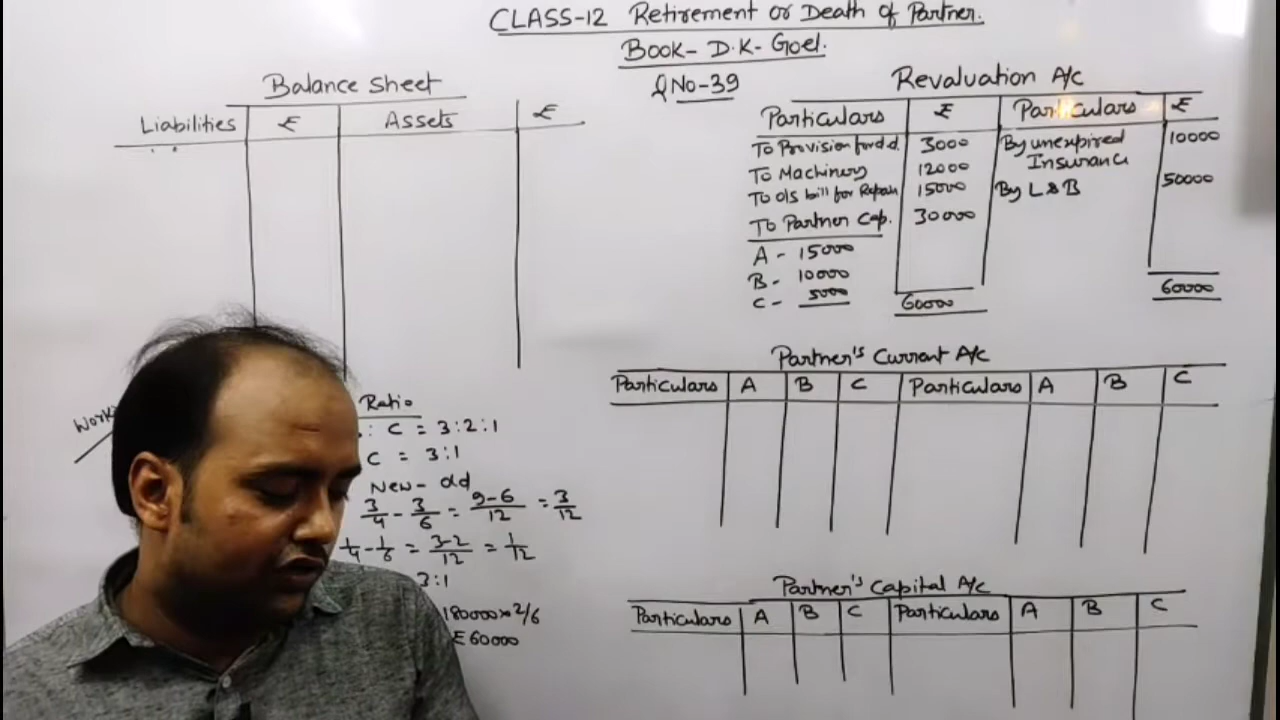 CLASS-12 Retirement or Death of Partner.
Book- D.K- Goel.
QNo-39
Balance Sheet
Liabilities ₹ Assets ₹
Revaluation A/c
Particulars ₹ Particulars ₹
To Provision for d.d. 3000 By unexpired Insurance 10000
To Machinery 12000
To O/s bill for Repair 15000 By L & B 50000
To Partner Cap. 30000
A - 15000
B - 10000
C - 5000
60000 60000
Partner's Current A/c
Particulars A B C Particulars A B C
Work
Ratio
: C = 3:2:1
C = 3:1
New - Old
3/4 - 3/6 = 9-6/12 = 3/12
1/4 - 1/6 = 3-2/12 = 1/12
3:1
180000 × 2/6
₹ 60000
Partner's Capital A/c
Particulars A B C Particulars A B C